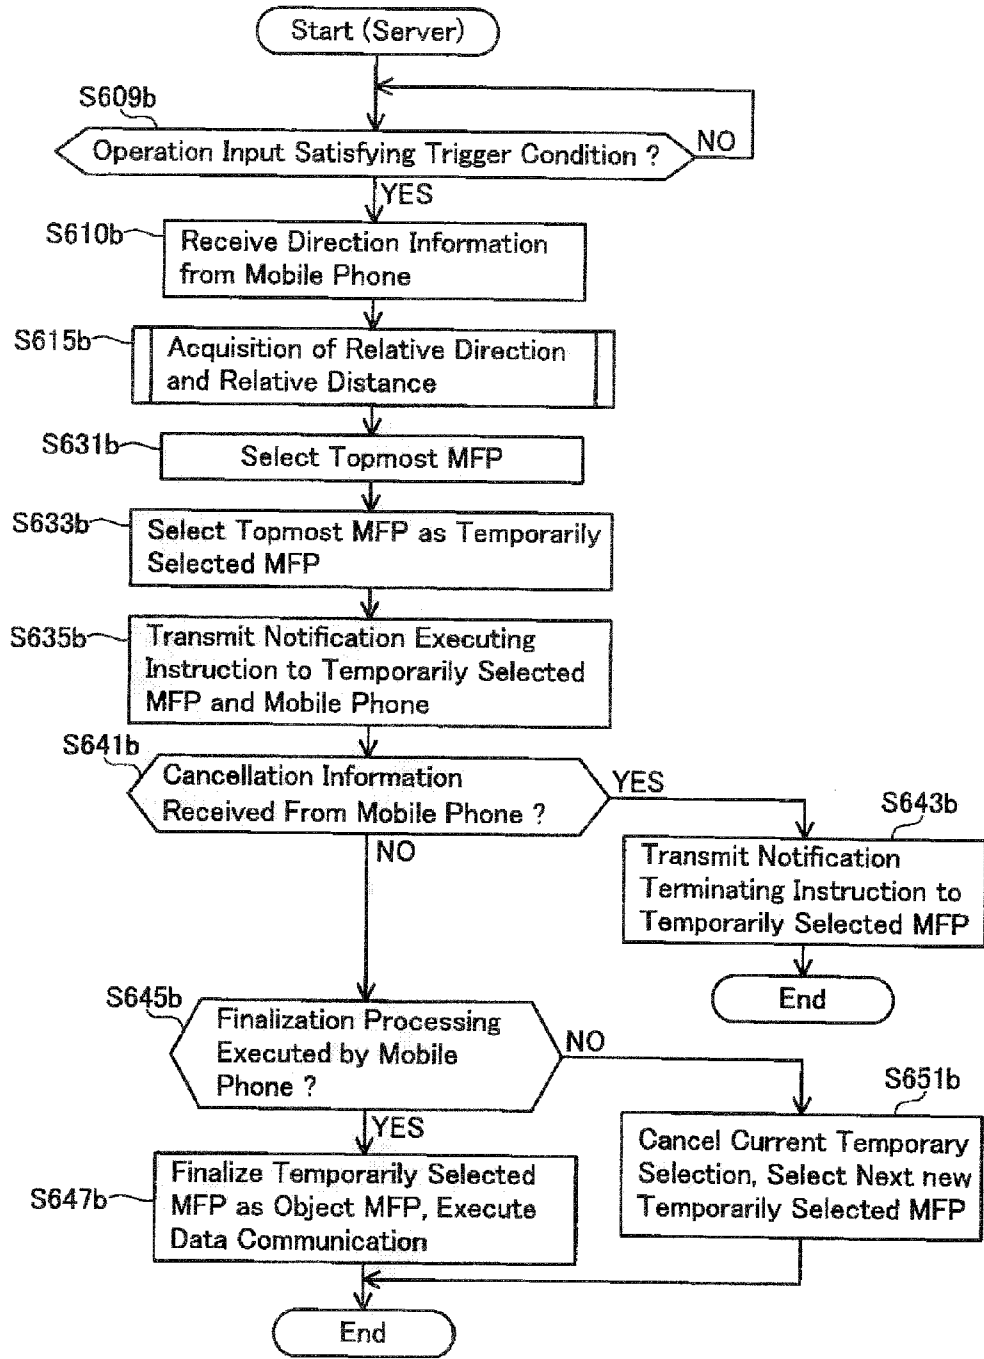 Start (Server)
S609b
Operation Input Satisfying Trigger Condition ?
NO
YES
S610b
Receive Direction Information
from Mobile Phone
S615b
Acquisition of Relative Direction
and Relative Distance
S631b
Select Topmost MFP
S633b
Select Topmost MFP as Temporarily
Selected MFP
S635b
Transmit Notification Executing
Instruction to Temporarily Selected
MFP and Mobile Phone
S641b
Cancellation Information
Received From Mobile Phone ?
YES
NO
S643b
Transmit Notification
Terminating Instruction to
Temporarily Selected MFP
End
S645b
Finalization Processing
Executed by Mobile
Phone ?
NO
YES
S651b
Cancel Current Temporary
Selection, Select Next new
Temporarily Selected MFP
S647b
Finalize Temporarily Selected
MFP as Object MFP, Execute
Data Communication
End